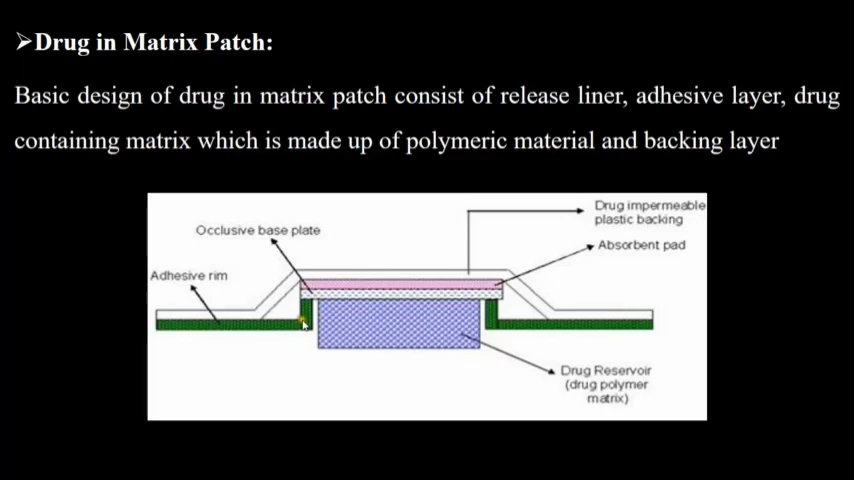 ➢Drug in Matrix Patch:
Basic design of drug in matrix patch consist of release liner, adhesive layer, drug
containing matrix which is made up of polymeric material and backing layer
Drug impermeable
plastic backing
Occlusive base plate
Absorbent pad
Adhesive rim
Drug Reservoir
(drug polymer
matrix)